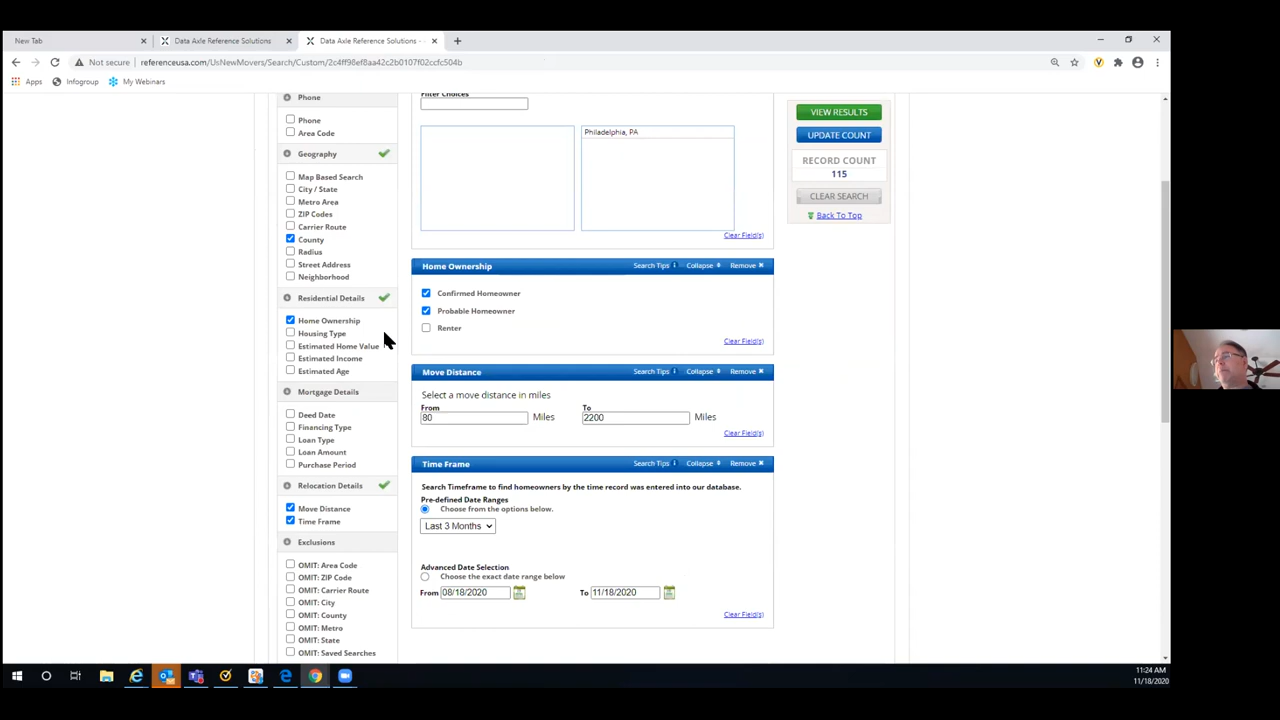 New Tab
Data Axle Reference Solutions
Data Axle Reference Solutions -
Not secure
referenceusa.com/UsNewMovers/Search/Custom/2c4ff98ef8aa42c2b0107f02ccfc504b
Apps
Infogroup
My Webinars
Phone
Phone
Area Code
Geography
Map Based Search
City / State
Metro Area
ZIP Codes
Carrier Route
County
Radius
Street Address
Neighborhood
Residential Details
Home Ownership
Housing Type
Estimated Home Value
Estimated Income
Estimated Age
Mortgage Details
Deed Date
Financing Type
Loan Type
Loan Amount
Purchase Period
Relocation Details
Move Distance
Time Frame
Exclusions
OMIT: Area Code
OMIT: ZIP Code
OMIT: Carrier Route
OMIT: City
OMIT: County
OMIT: Metro
OMIT: State
OMIT: Saved Searches
Filter Choices
Philadelphia, PA
Clear Field(s)
Home Ownership
Search Tips
Collapse
Remove
Confirmed Homeowner
Probable Homeowner
Renter
Clear Field(s)
Move Distance
Search Tips
Collapse
Remove
Select a move distance in miles
From To
80 Miles 2200 Miles
Clear Field(s)
Time Frame
Search Tips
Collapse
Remove
Search Timeframe to find homeowners by the time record was entered into our database.
Pre-defined Date Ranges
Choose from the options below.
Last 3 Months
Advanced Date Selection
Choose the exact date range below
From 08/18/2020 To 11/18/2020
Clear Field(s)
VIEW RESULTS
UPDATE COUNT
RECORD COUNT
115
CLEAR SEARCH
Back To Top
11:24 AM
11/18/2020